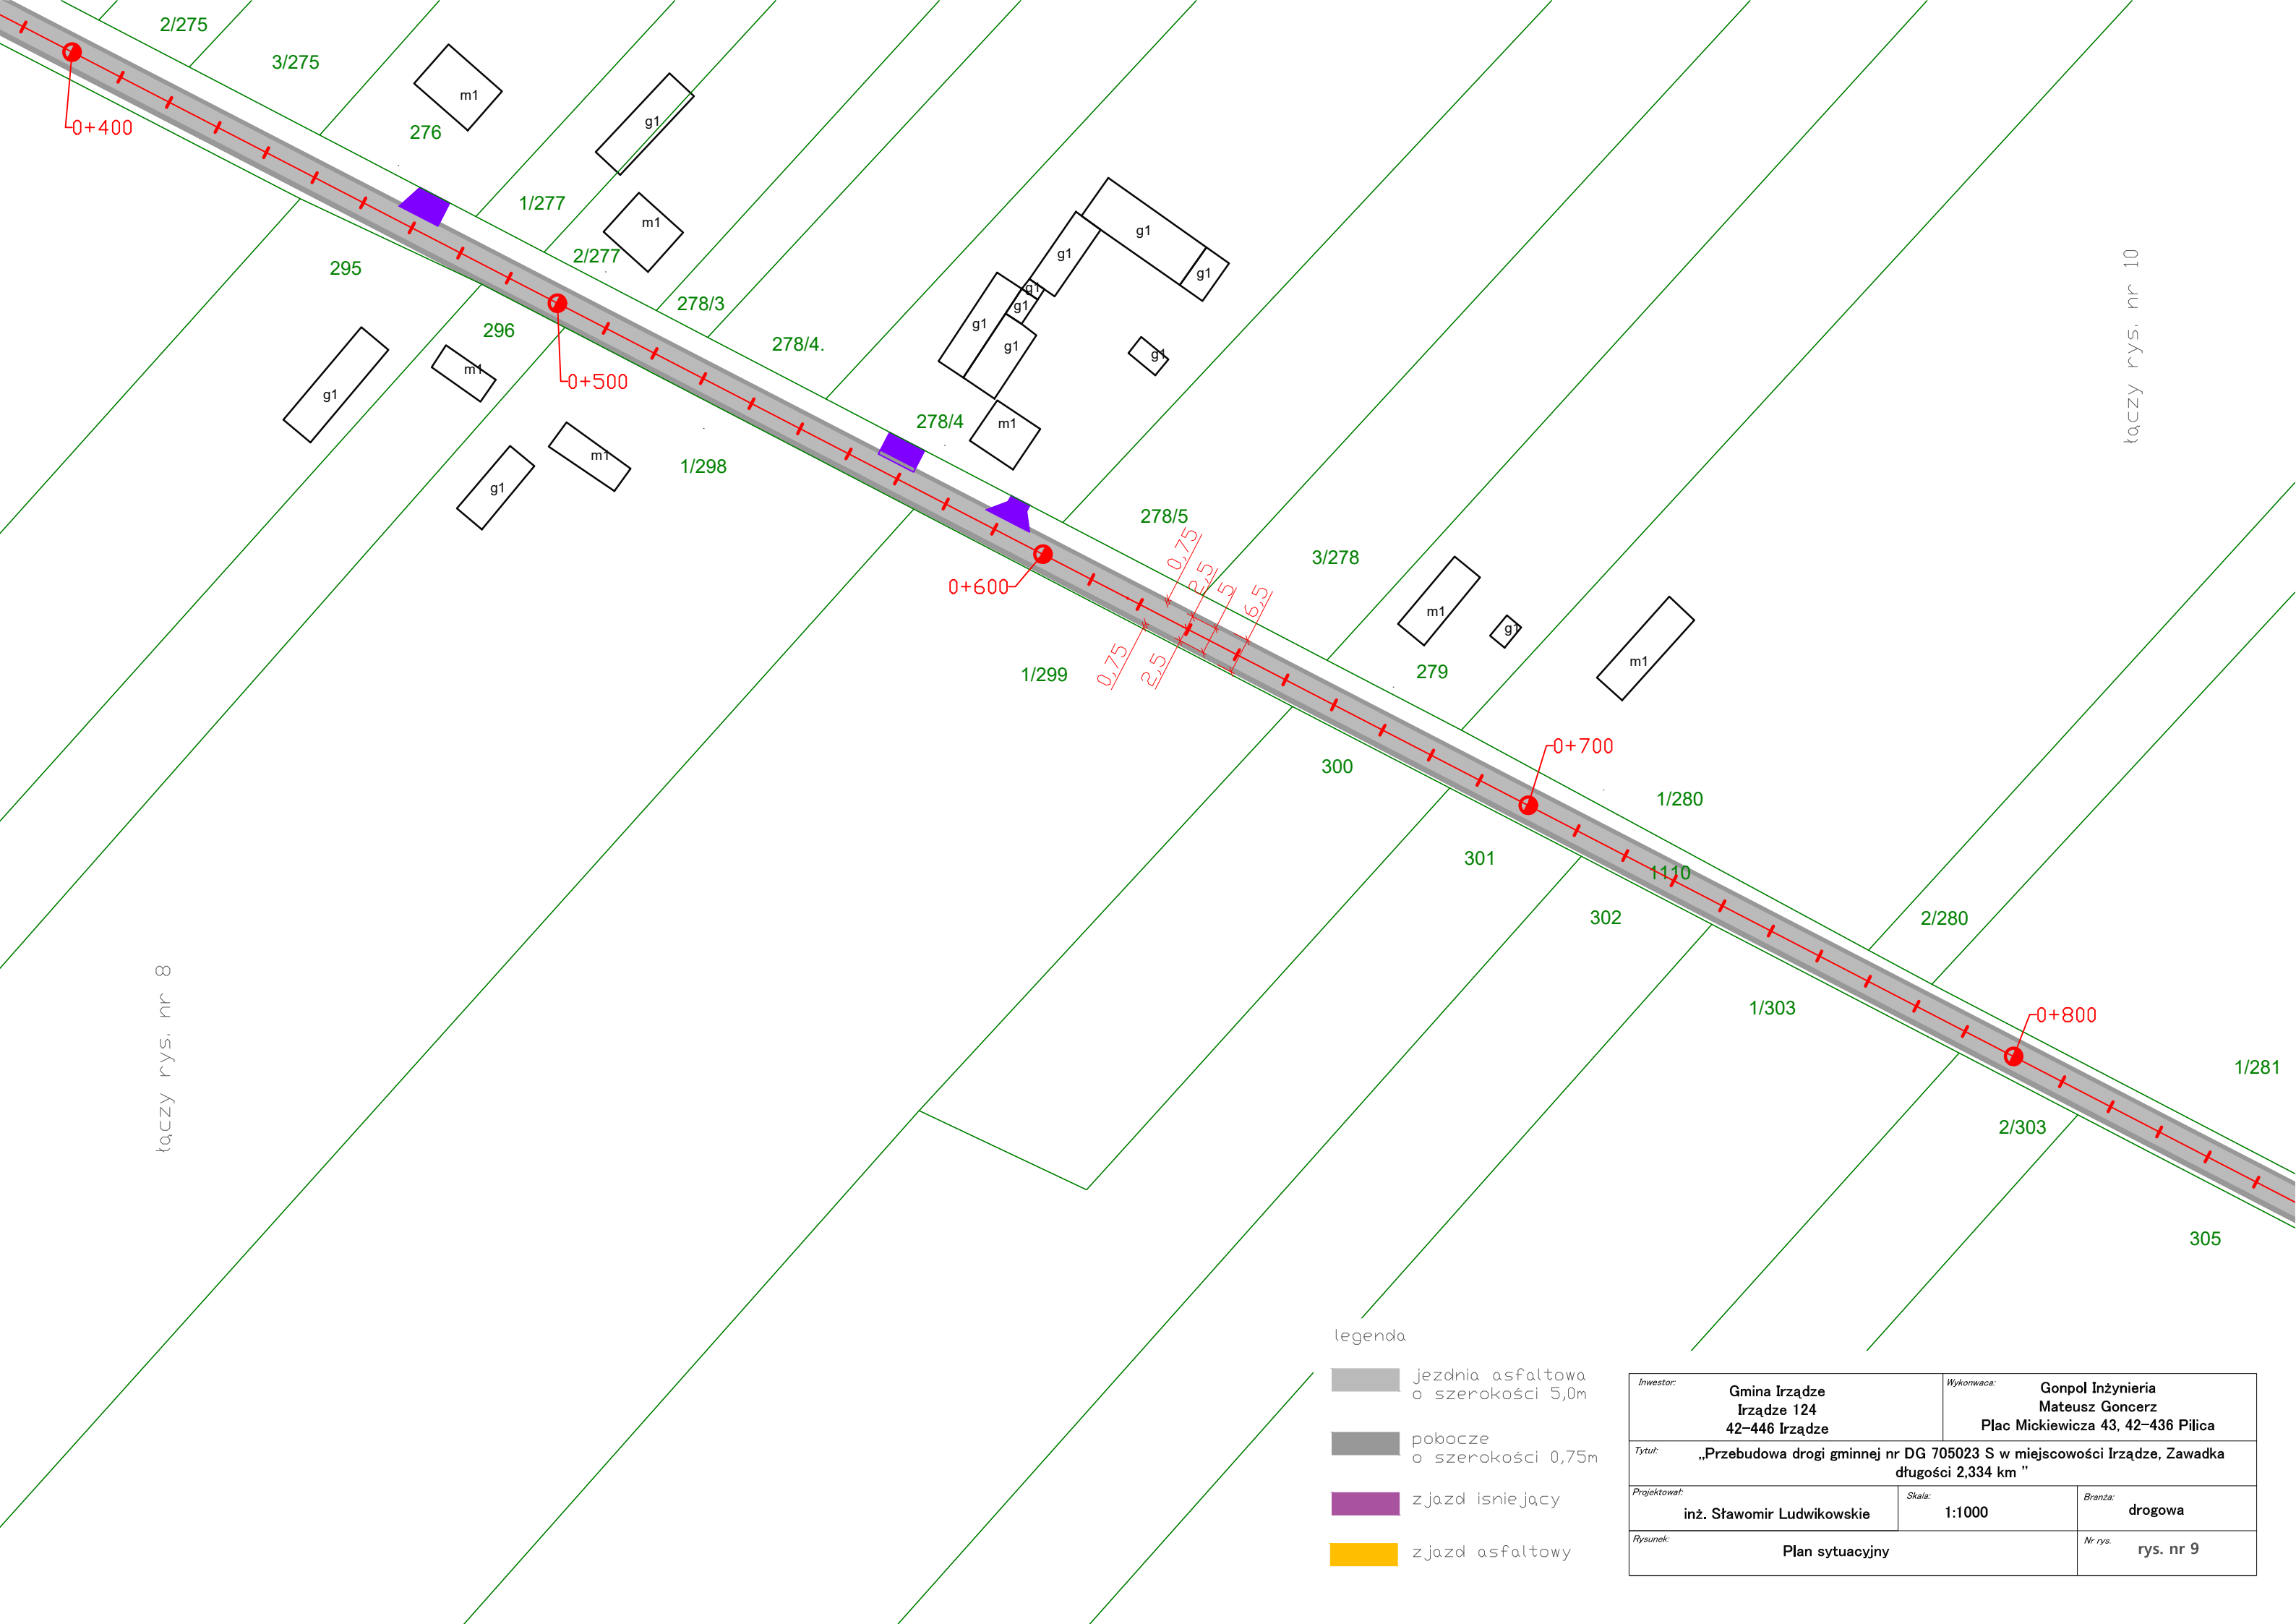 2/275
3/275
m1
276
g1
0+400
1/277
m1
2/277
g1
g1
g1
g1
g1
g1
g1
g1
m1
295
278/3
296
278/4.
m1
g1
0+500
278/4
m1
g1
1/298
278/5
3/278
0,75
2,5
5
6,5
0+600
0,75
2,5
1/299
m1
g1
m1
279
300
0+700
1/280
301
1110
302
2/280
1/303
0+800
1/281
2/303
305
łączy rys. nr 10
łączy rys. nr 8
legenda
jezdnia asfaltowa
o szerokości 5,0m
pobocze
o szerokości 0,75m
zjazd isniejący
zjazd asfaltowy
Inwestor:
Gmina Irządze
Irządze 124
42-446 Irządze
Wykonwaca:
Gonpol Inżynieria
Mateusz Goncerz
Plac Mickiewicza 43, 42-436 Pilica
Tytuł:
„Przebudowa drogi gminnej nr DG 705023 S w miejscowości Irządze, Zawadka
długości 2,334 km ”
Projektował:
inż. Sławomir Ludwikowskie
Skala:
1:1000
Branża:
drogowa
Rysunek:
Plan sytuacyjny
Nr rys.
rys. nr 9